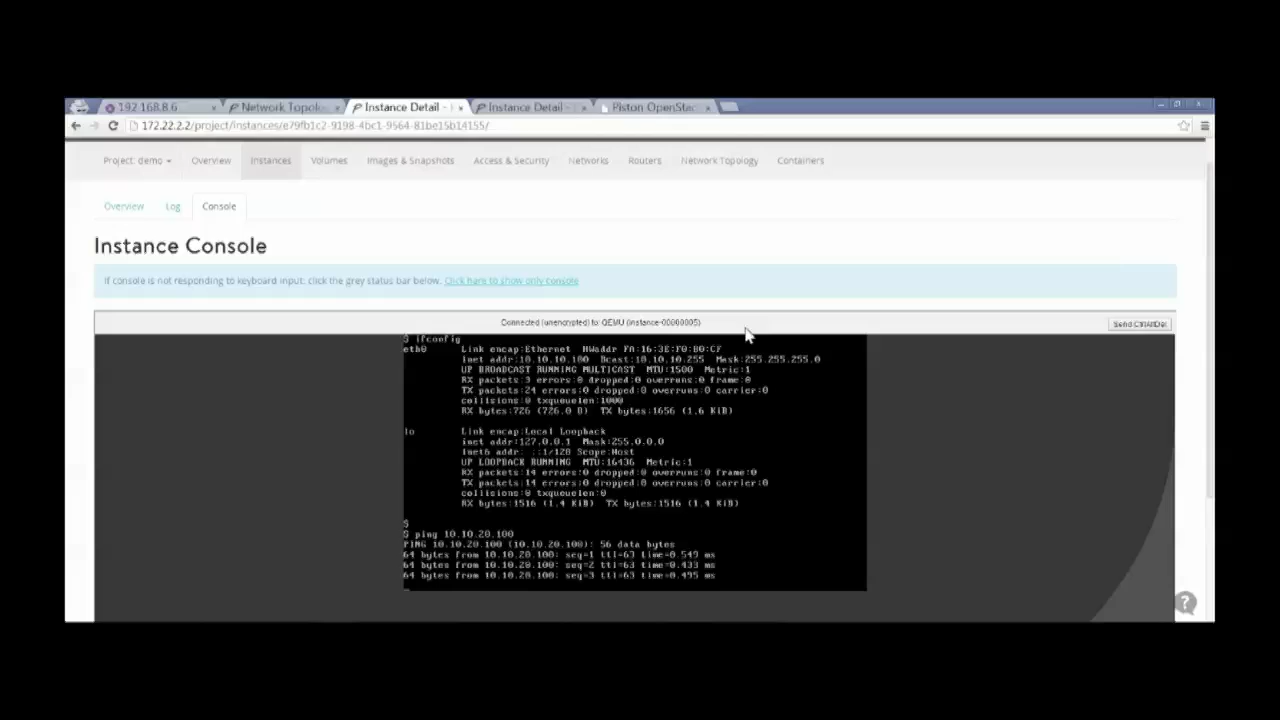 192.168.8.6 Network Topolo Instance Detail - Instance Detail - Piston OpenStac
172.22.2.2/project/instances/e79fb1c2-9198-4bc1-9564-81be15b14155/
Project: demo Overview Instances Volumes Images & Snapshots Access & Security Networks Routers Network Topology Containers
Overview Log Console
Instance Console
If console is not responding to keyboard input: click the grey status bar below. Click here to show only console
Connected (unencrypted) to: QEMU (instance-00000005)
Send CtrlAltDel
$ ifconfig
eth0 Link encap:Ethernet HWaddr FA:16:3E:F0:B0:CF
inet addr:10.10.10.100 Bcast:10.10.10.255 Mask:255.255.255.0
UP BROADCAST RUNNING MULTICAST MTU:1500 Metric:1
RX packets:3 errors:0 dropped:0 overruns:0 frame:0
TX packets:24 errors:0 dropped:0 overruns:0 carrier:0
collisions:0 txqueuelen:1000
RX bytes:726 (726.0 B) TX bytes:1656 (1.6 KiB)
lo Link encap:Local Loopback
inet addr:127.0.0.1 Mask:255.0.0.0
inet6 addr: ::1/128 Scope:Host
UP LOOPBACK RUNNING MTU:16436 Metric:1
RX packets:14 errors:0 dropped:0 overruns:0 frame:0
TX packets:14 errors:0 dropped:0 overruns:0 carrier:0
collisions:0 txqueuelen:0
RX bytes:1516 (1.4 KiB) TX bytes:1516 (1.4 KiB)
$
$ ping 10.10.20.100
PING 10.10.20.100 (10.10.20.100): 56 data bytes
64 bytes from 10.10.20.100: seq=1 ttl=63 time=0.549 ms
64 bytes from 10.10.20.100: seq=2 ttl=63 time=0.433 ms
64 bytes from 10.10.20.100: seq=3 ttl=63 time=0.495 ms
?